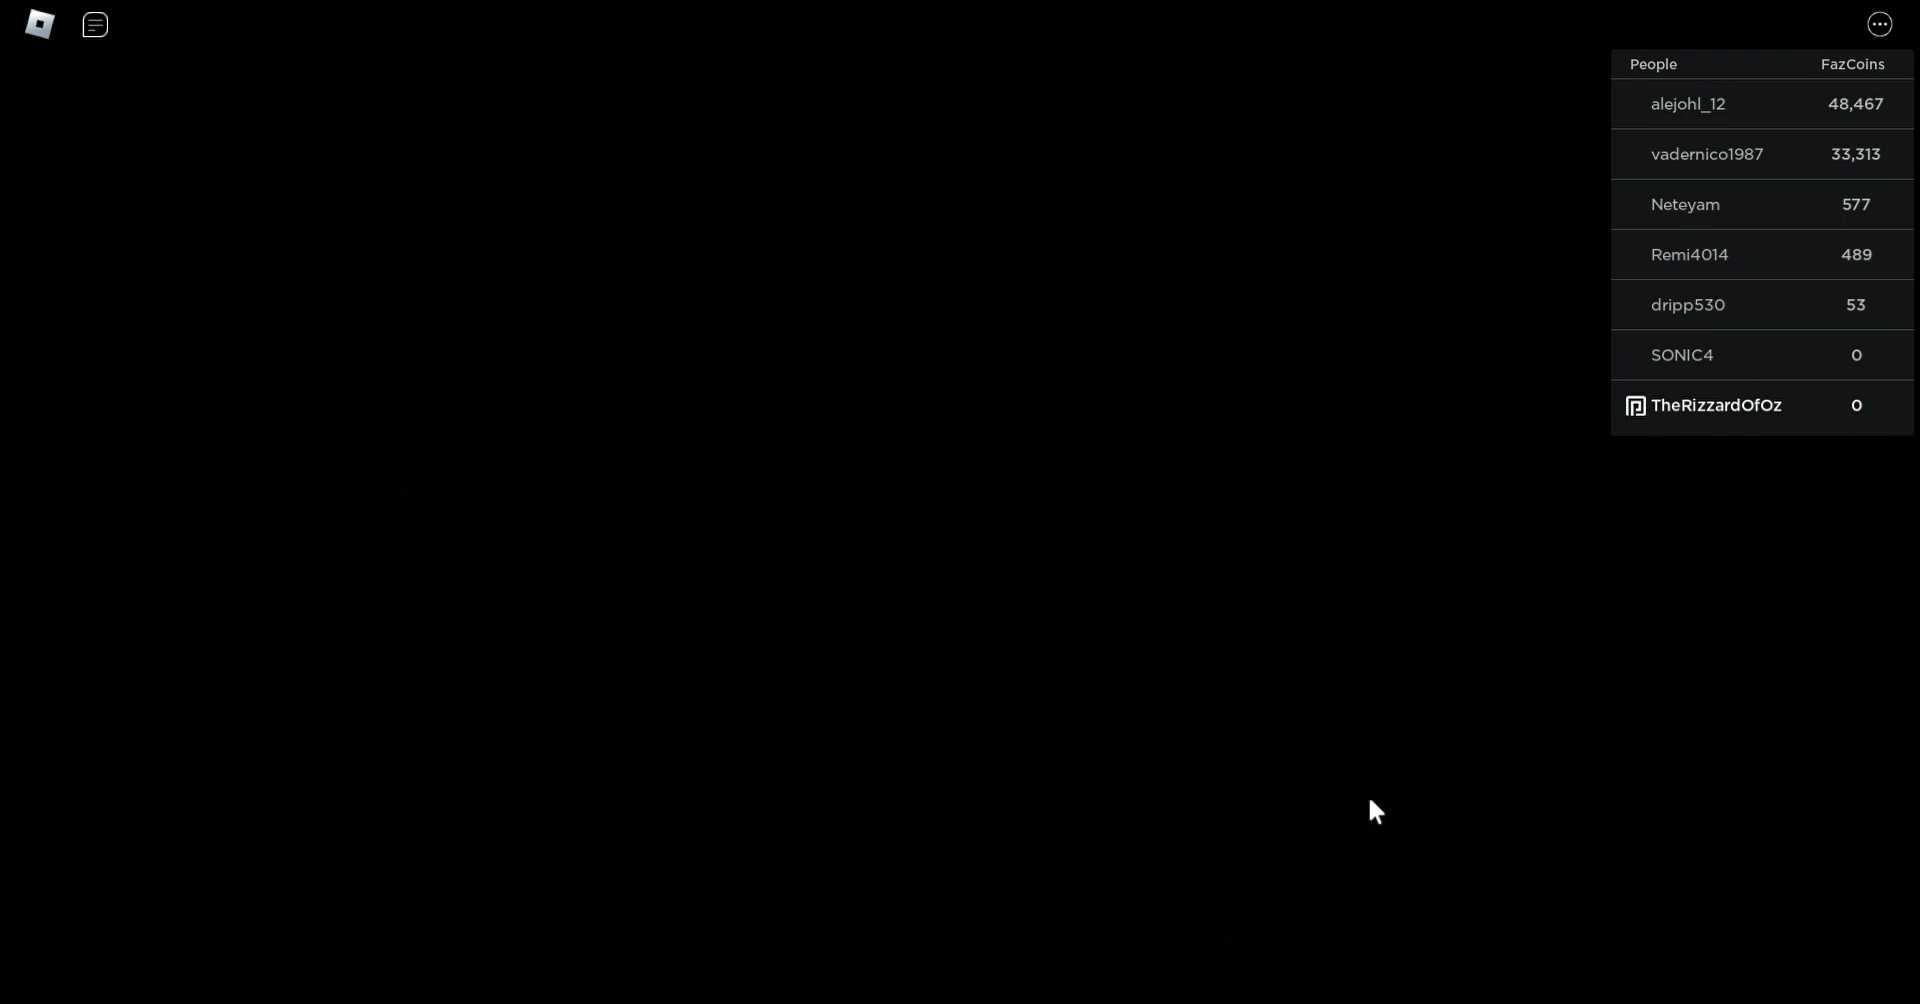 People FazCoins
alejohl_12 48,467
vadernico1987 33,313
Neteyam 577
Remi4014 489
dripp530 53
SONIC4 0
TheRizzardOfOz 0